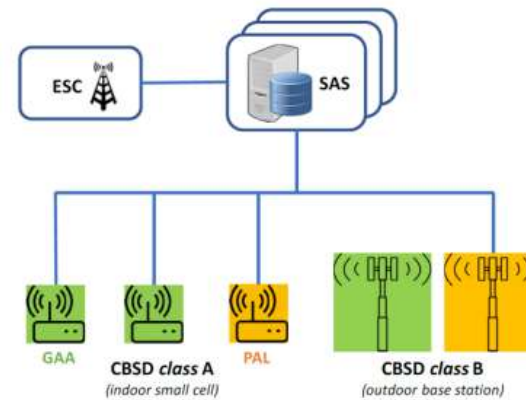 ESC
SAS
GAA
PAL
CBSD class A
(indoor small cell)
CBSD class B
(outdoor base station)